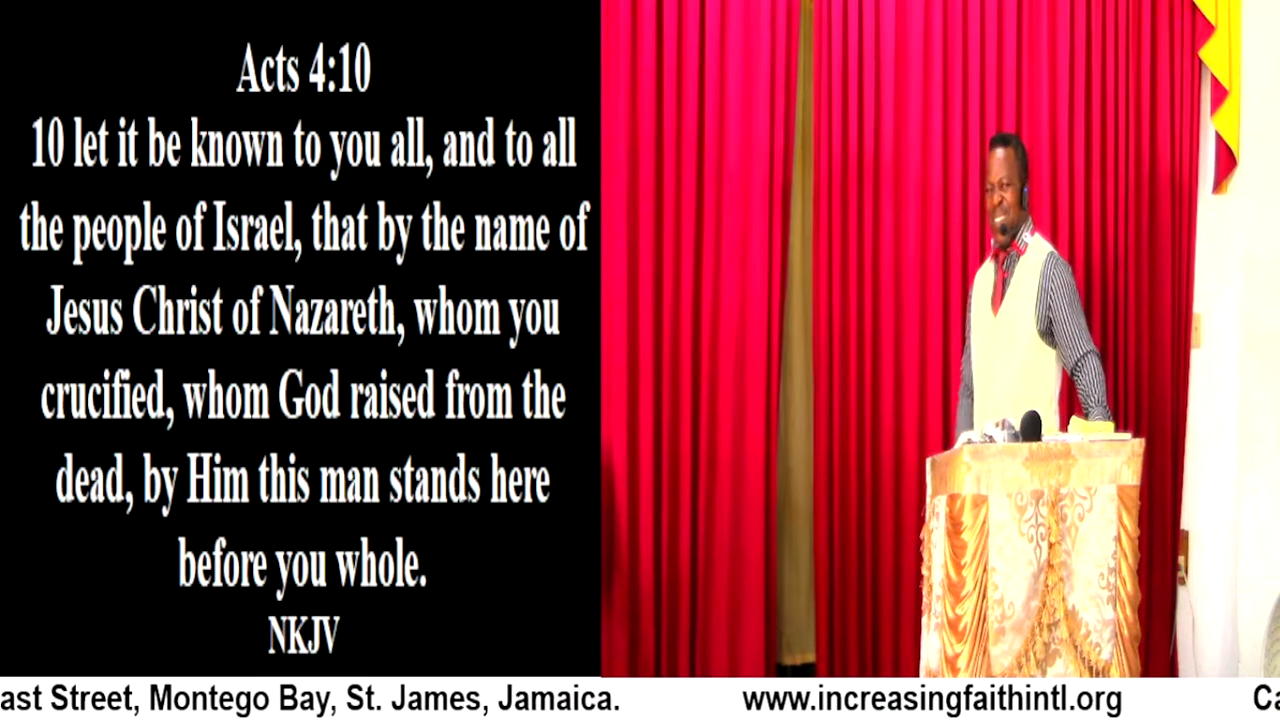 Acts 4:10
10 let it be known to you all, and to all
the people of Israel, that by the name of
Jesus Christ of Nazareth, whom you
crucified, whom God raised from the
dead, by Him this man stands here
before you whole.
NKJV
ast Street, Montego Bay, St. James, Jamaica. www.increasingfaithintl.org Ca